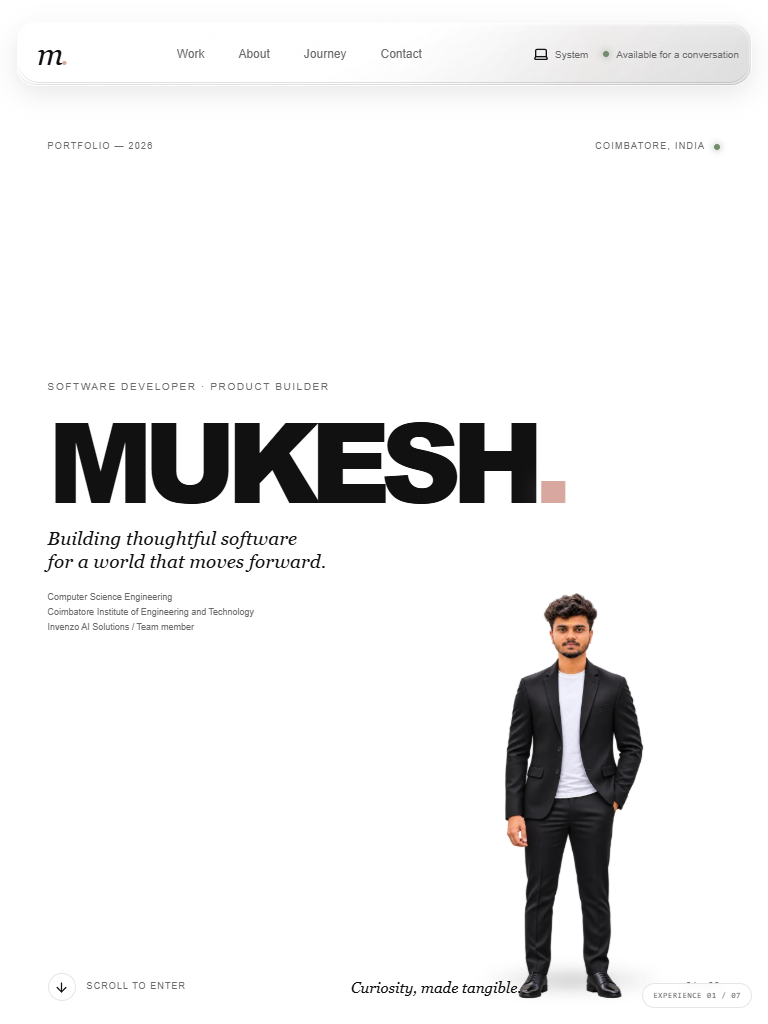 m.
Work
About
Journey
Contact
System
Available for a conversation
PORTFOLIO — 2026
COIMBATORE, INDIA
SOFTWARE DEVELOPER · PRODUCT BUILDER
MUKESH.
Building thoughtful software
for a world that moves forward.
Computer Science Engineering
Coimbatore Institute of Engineering and Technology
Invenzo AI Solutions / Team member
SCROLL TO ENTER
Curiosity, made tangible.
EXPERIENCE 01 / 07